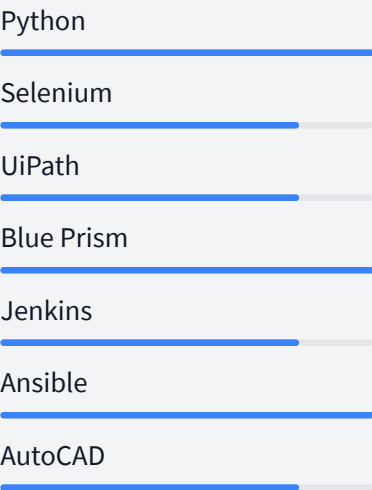 Python
Selenium
UiPath
Blue Prism
Jenkins
Ansible
AutoCAD